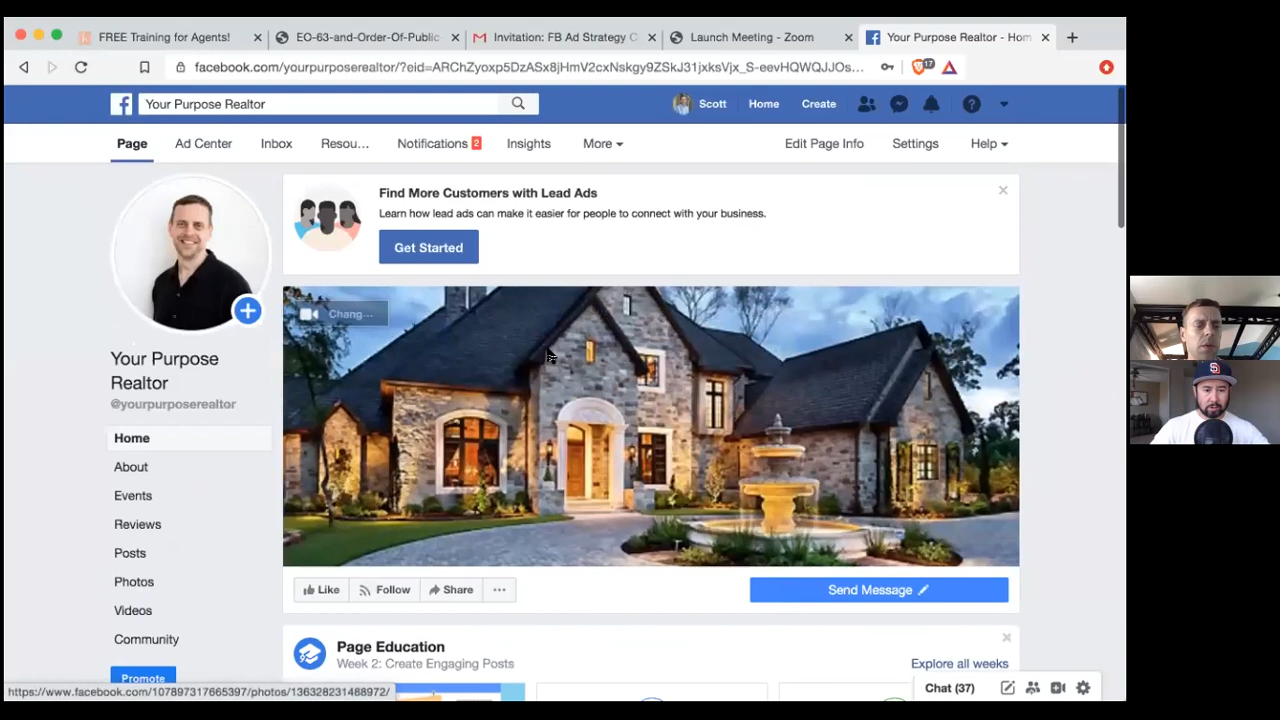 FREE Training for Agents!
EO-63-and-Order-Of-Public-
Invitation: FB Ad Strategy C
Launch Meeting - Zoom
Your Purpose Realtor - Hom
facebook.com/yourpurposerealtor/?eid=ARChZyoxp5DzASx8jHmV2cxNskgy9ZSkJ31jxksVjx_S-eevHQWQJJOs...
17
Your Purpose Realtor
Scott
Home
Create
Page
Ad Center
Inbox
Resou...
Notifications 2
Insights
More
Edit Page Info
Settings
Help
Find More Customers with Lead Ads
Learn how lead ads can make it easier for people to connect with your business.
Get Started
Chang...
Your Purpose
Realtor
@yourpurposerealtor
Home
About
Events
Reviews
Posts
Photos
Videos
Community
Promote
Like
Follow
Share
Send Message
Page Education
Week 2: Create Engaging Posts
Explore all weeks
Chat (37)
https://www.facebook.com/107897317665397/photos/136328231488972/